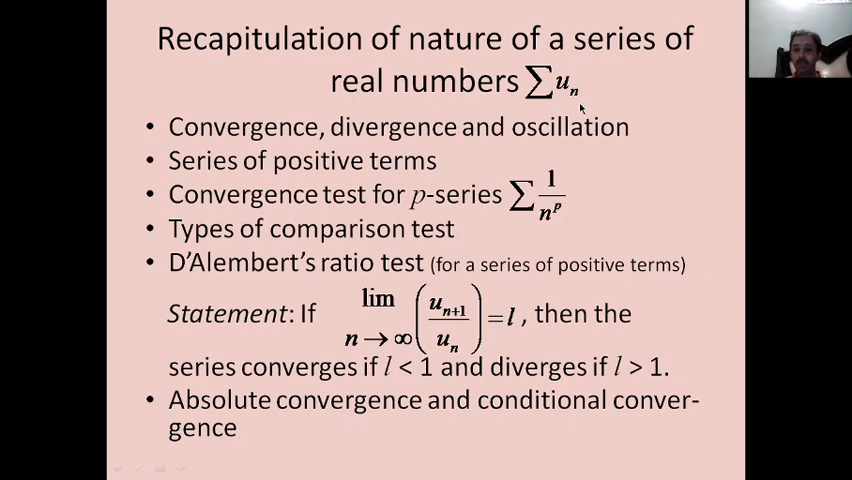 Recapitulation of nature of a series of
real numbers ∑uₙ
• Convergence, divergence and oscillation
• Series of positive terms
• Convergence test for p-series ∑ 1/nᵖ
• Types of comparison test
• D’Alembert’s ratio test (for a series of positive terms)
Statement: If lim n → ∞ (uₙ₊₁/uₙ) = l, then the
series converges if l < 1 and diverges if l > 1.
• Absolute convergence and conditional conver-
gence